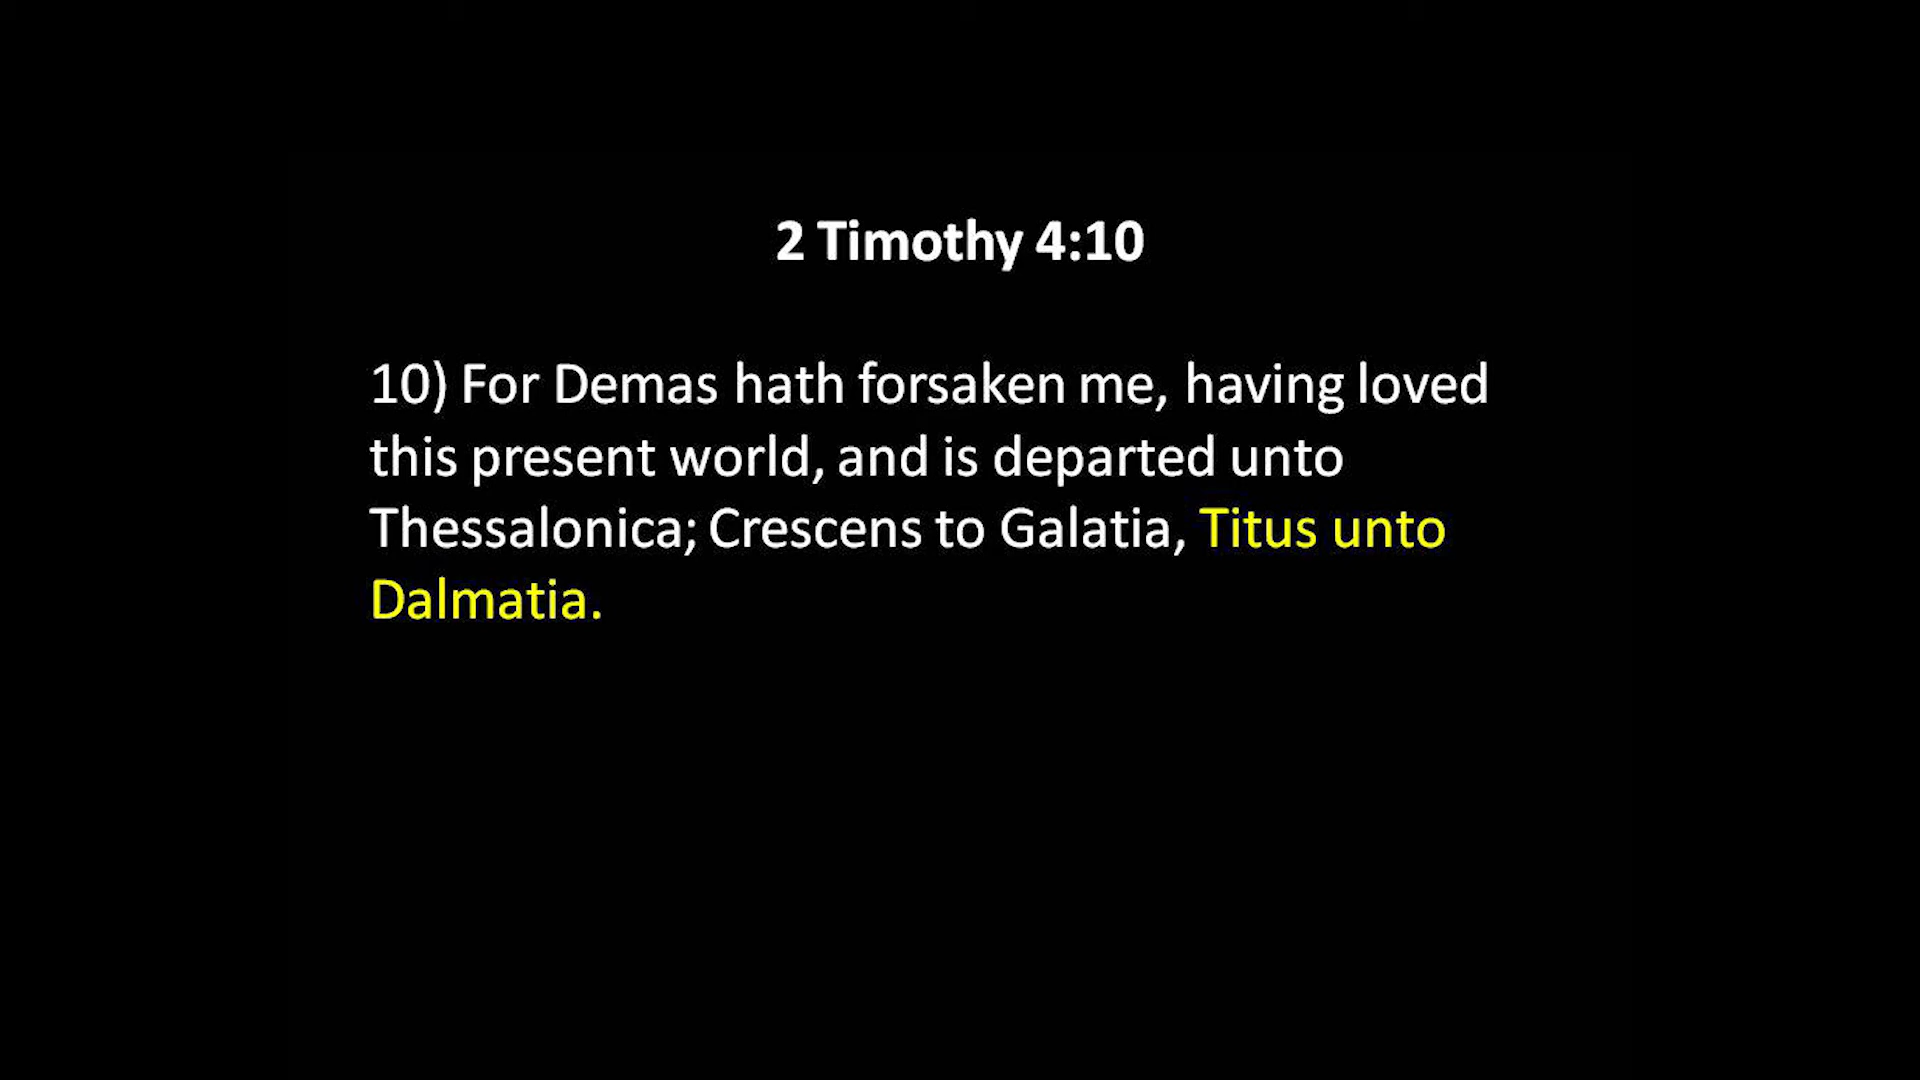 2 Timothy 4:10
10) For Demas hath forsaken me, having loved
this present world, and is departed unto
Thessalonica; Crescens to Galatia, Titus unto
Dalmatia.